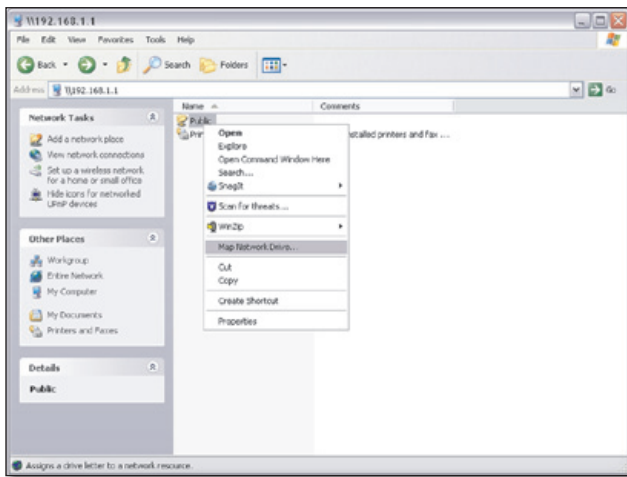 \\192.168.1.1
File Edit View Favorites Tools Help
Back Search Folders
Address \\192.168.1.1 Go
Name Comments
Network Tasks
Add a network place
View network connections
Set up a wireless network
for a home or small office
Hide icons for networked
UPnP devices
Other Places
Workgroup
Entire Network
My Computer
My Documents
Printers and Faxes
Details
Public
Public
installed printers and fax ...
Open
Explore
Open Command Window Here
Search...
SnagIt
Scan for threats...
WinZip
Map Network Drive...
Cut
Copy
Create Shortcut
Properties
Assigns a drive letter to a network resource.